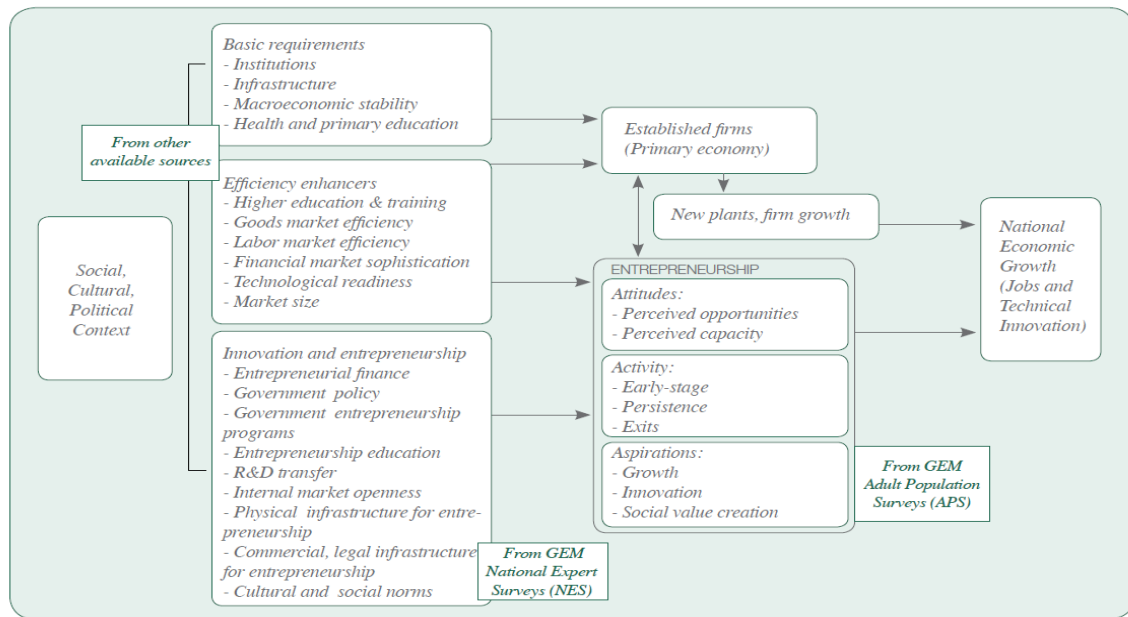 Basic requirements
- Institutions
- Infrastructure
- Macroeconomic stability
- Health and primary education
From other
available sources
Efficiency enhancers
- Higher education & training
- Goods market efficiency
- Labor market efficiency
- Financial market sophistication
- Technological readiness
- Market size
Social,
Cultural,
Political
Context
Innovation and entrepreneurship
- Entrepreneurial finance
- Government policy
- Government entrepreneurship
programs
- Entrepreneurship education
- R&D transfer
- Internal market openness
- Physical infrastructure for entre-
preneurship
- Commercial, legal infrastructure
for entrepreneurship
- Cultural and social norms
From GEM
National Expert
Surveys (NES)
Established firms
(Primary economy)
New plants, firm growth
ENTREPRENEURSHIP
Attitudes:
- Perceived opportunities
- Perceived capacity
Activity:
- Early-stage
- Persistence
- Exits
Aspirations:
- Growth
- Innovation
- Social value creation
From GEM
Adult Population
Surveys (APS)
National
Economic
Growth
(Jobs and
Technical
Innovation)